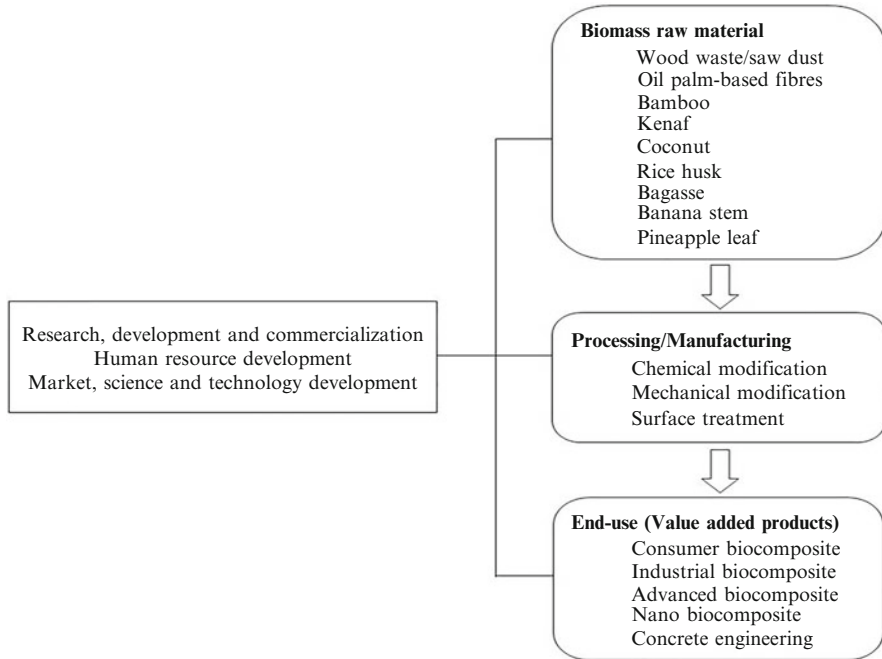 Biomass raw material
Wood waste/saw dust
Oil palm-based fibres
Bamboo
Kenaf
Coconut
Rice husk
Bagasse
Banana stem
Pineapple leaf
Research, development and commercialization
Human resource development
Market, science and technology development
Processing/Manufacturing
Chemical modification
Mechanical modification
Surface treatment
End-use (Value added products)
Consumer biocomposite
Industrial biocomposite
Advanced biocomposite
Nano biocomposite
Concrete engineering